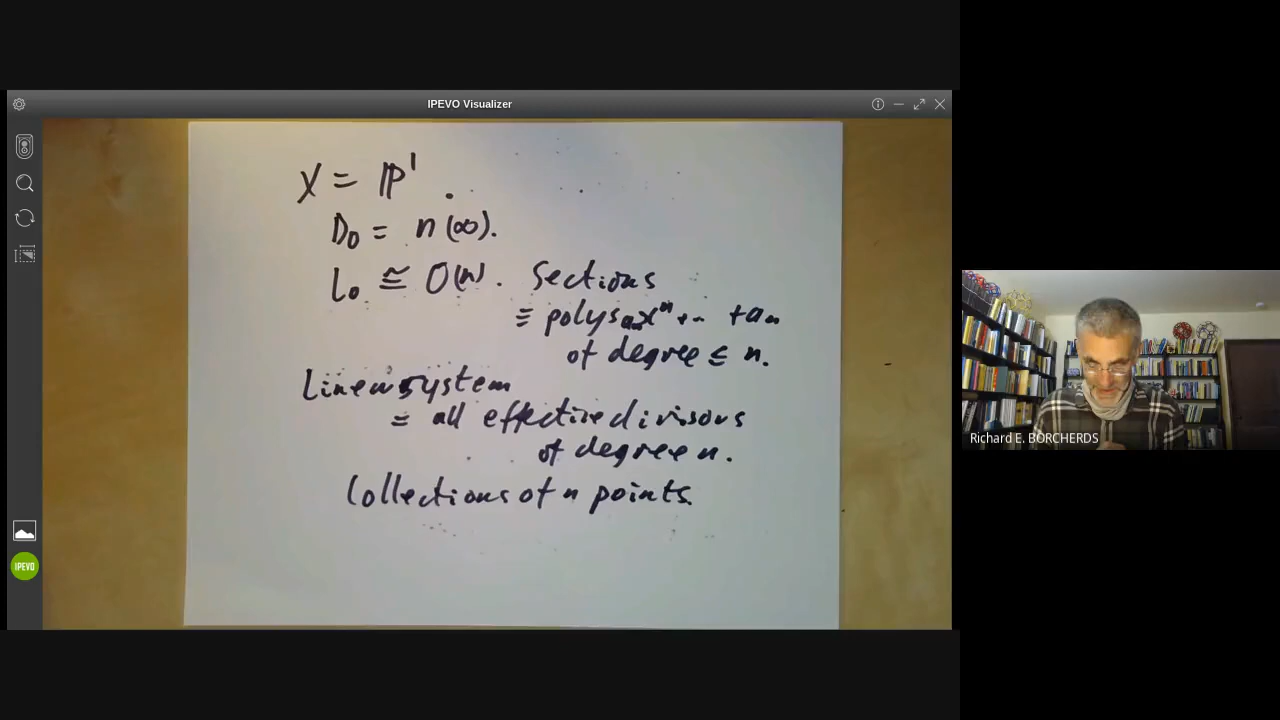 IPEVO Visualizer
X = ℙ¹ .
D₀ = n(∞).
L₀ ≅ O(n). Sections
≡ polys aₙxⁿ + .. + a₀
of degree ≤ n.
Linear system
= all effective divisors
of degree n.
Collections of n points.
IPEVO
Richard E. BORCHERDS